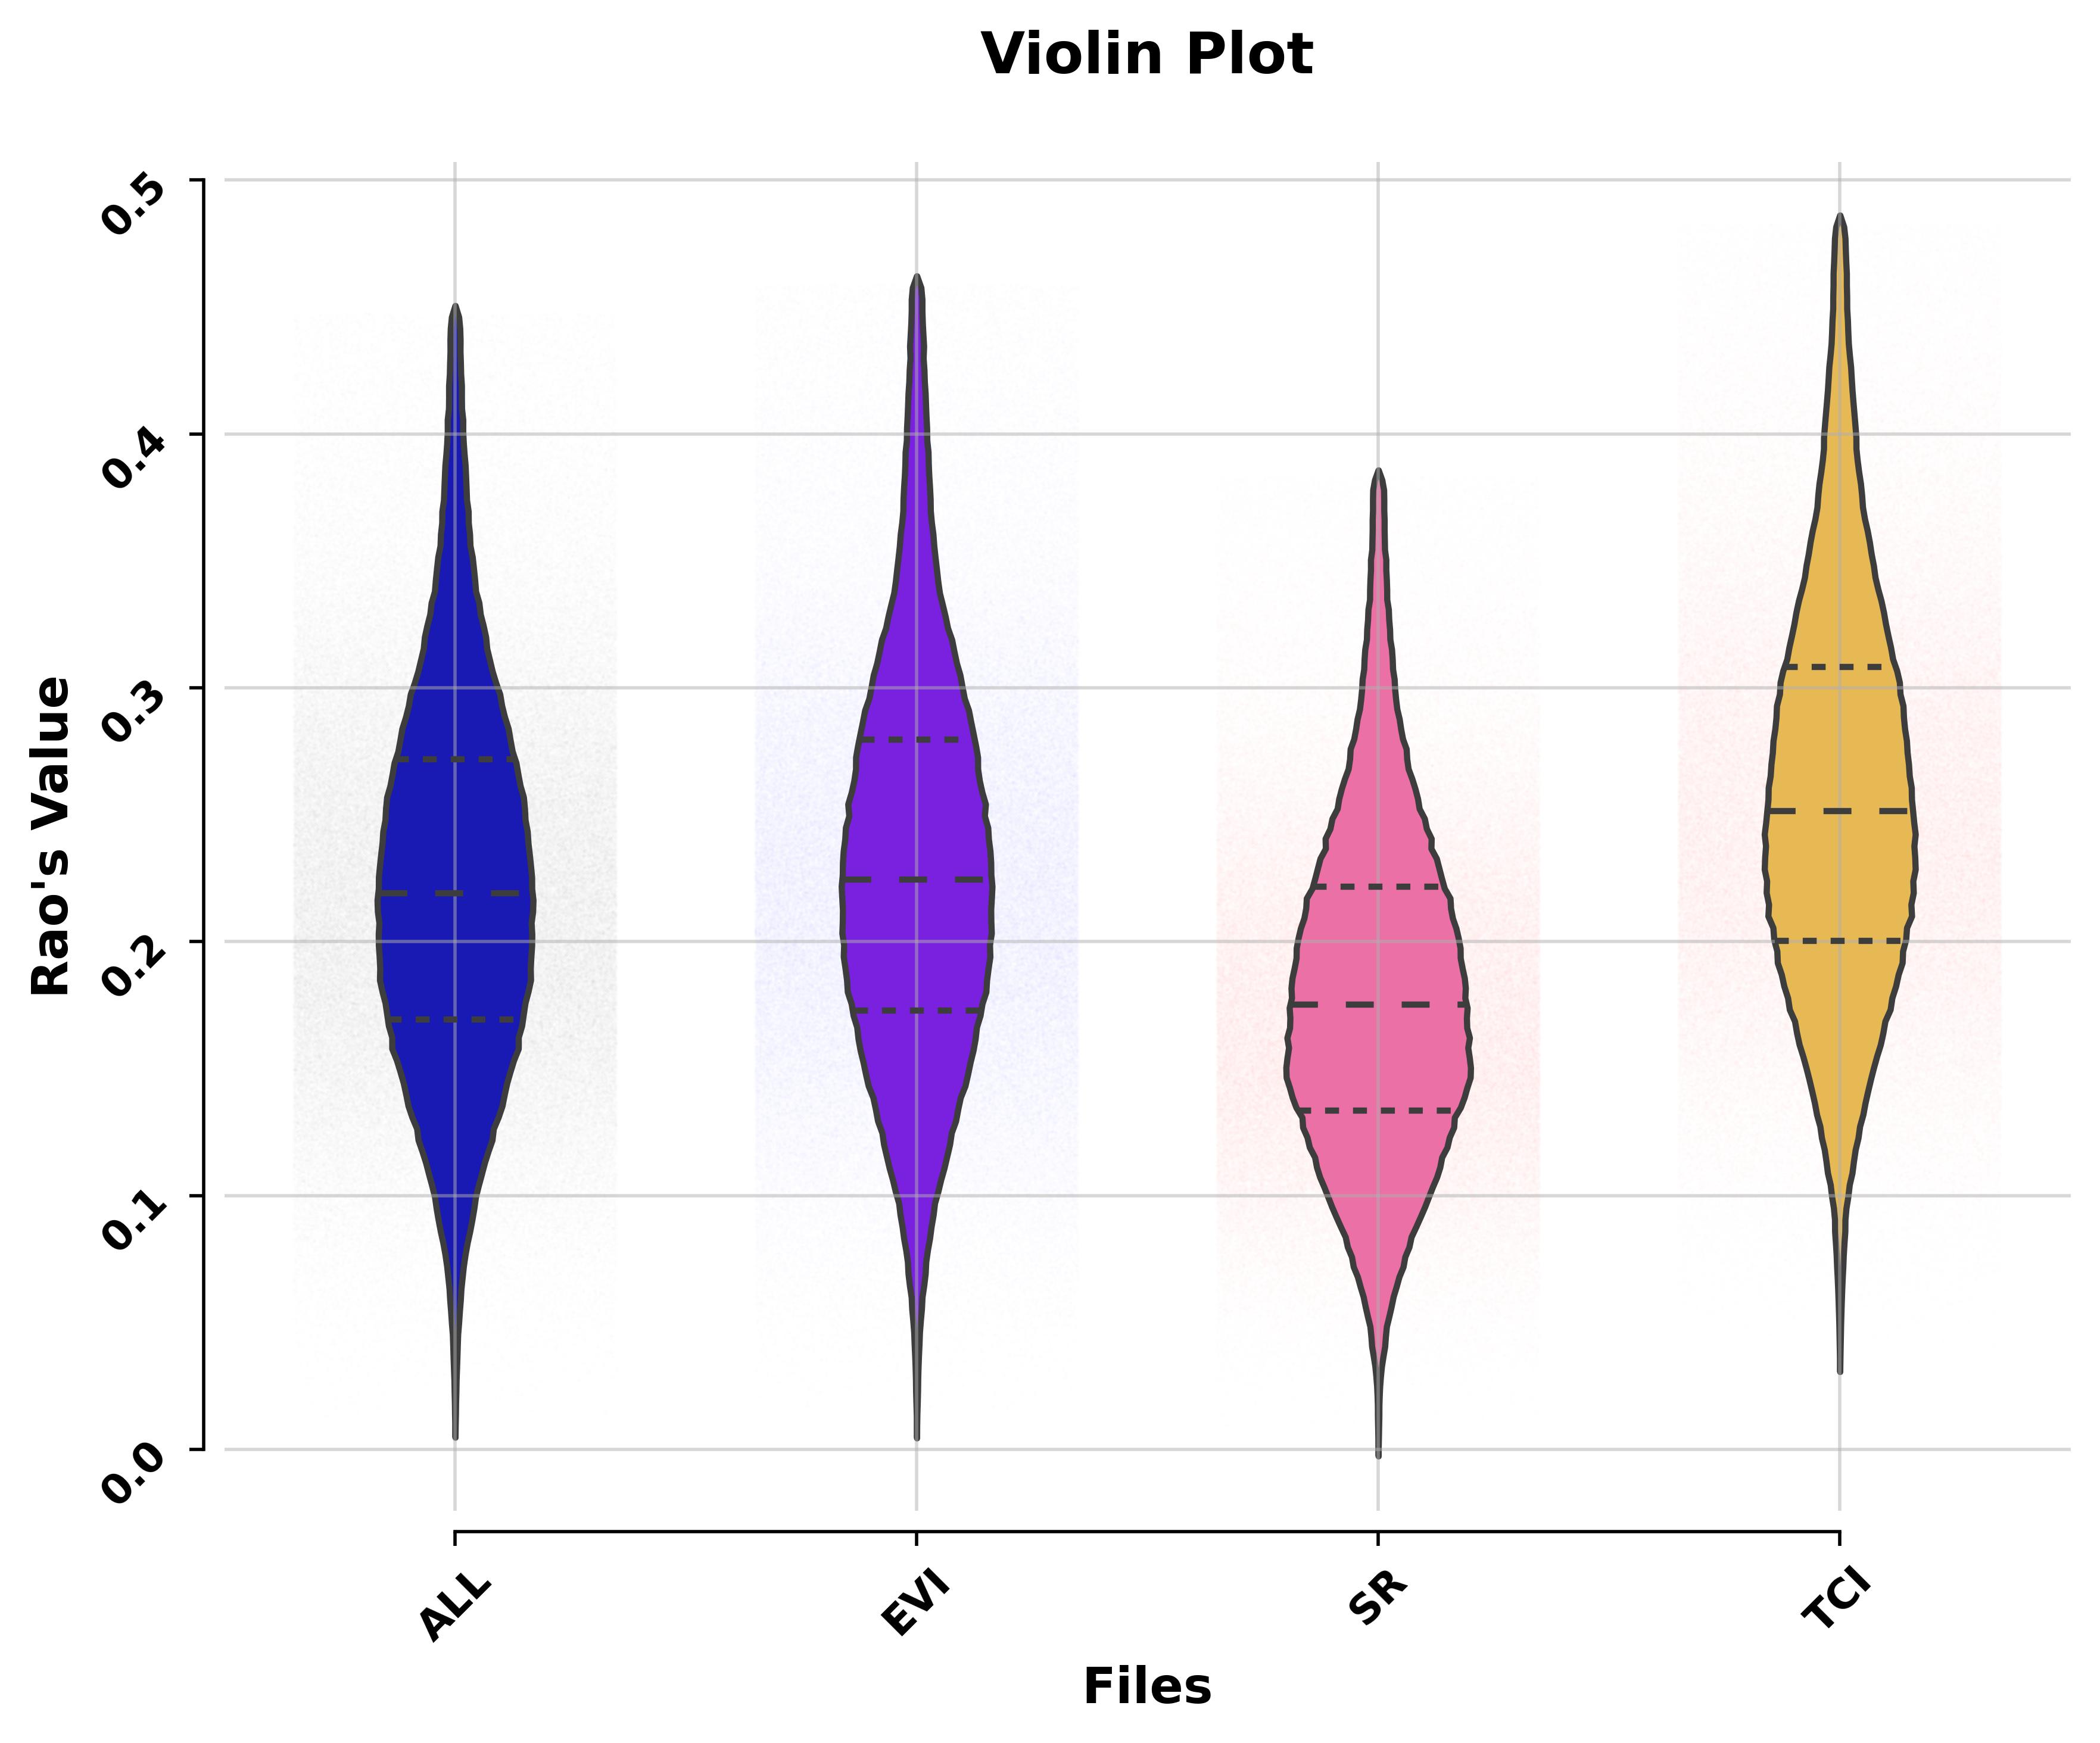 Violin Plot
Rao's Value
0.5
0.4
0.3
0.2
0.1
0.0
ALL
EVI
SR
TCI
Files